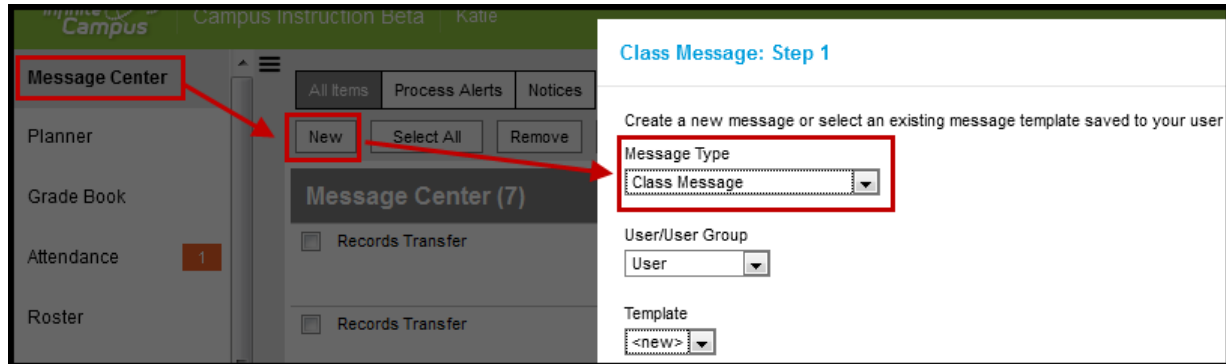 Infinite
Campus
Campus Instruction Beta
Katie
Message Center
Planner
Grade Book
Attendance 1
Roster
All Items Process Alerts Notices
New Select All Remove
Message Center (7)
Records Transfer
Records Transfer
Class Message: Step 1
Create a new message or select an existing message template saved to your user
Message Type
Class Message
User/User Group
User
Template
<new>